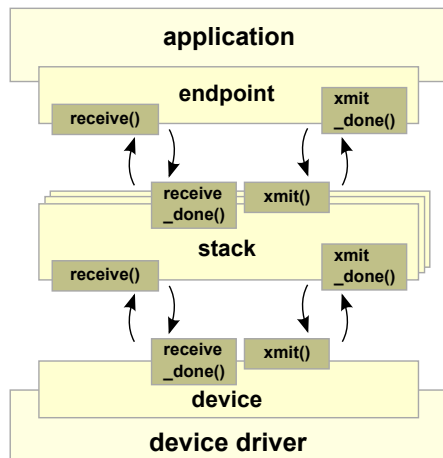 application
endpoint
receive()
xmit
_done()
receive
_done()
xmit()
stack
receive()
xmit
_done()
receive
_done()
xmit()
device
device driver